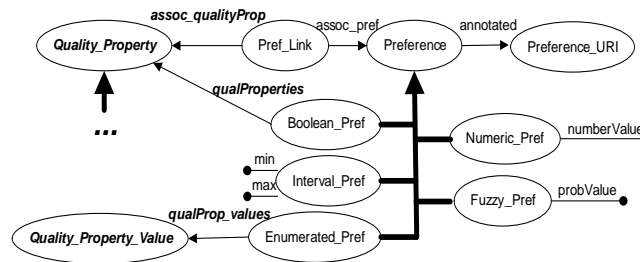 assoc_qualityProp
assoc_pref
annotated
Quality_Property
Pref_Link
Preference
Preference_URI
qualProperties
...
Boolean_Pref
Numeric_Pref
numberValue
min
max
Interval_Pref
Fuzzy_Pref
probValue
qualProp_values
Quality_Property_Value
Enumerated_Pref